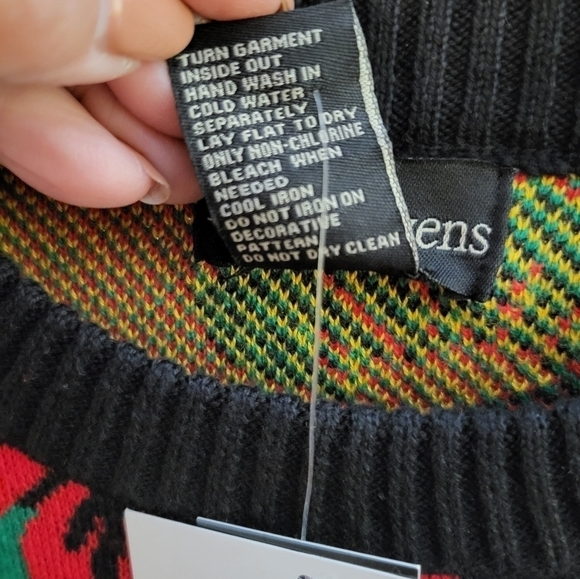 TURN GARMENT
INSIDE OUT
HAND WASH IN
COLD WATER
SEPARATELY
LAY FLAT TO DRY
ONLY NON-CHLORINE
BLEACH WHEN
NEEDED
COOL IRON
DO NOT IRON ON
DECORATIVE
PATTERN
DO NOT DRY CLEAN